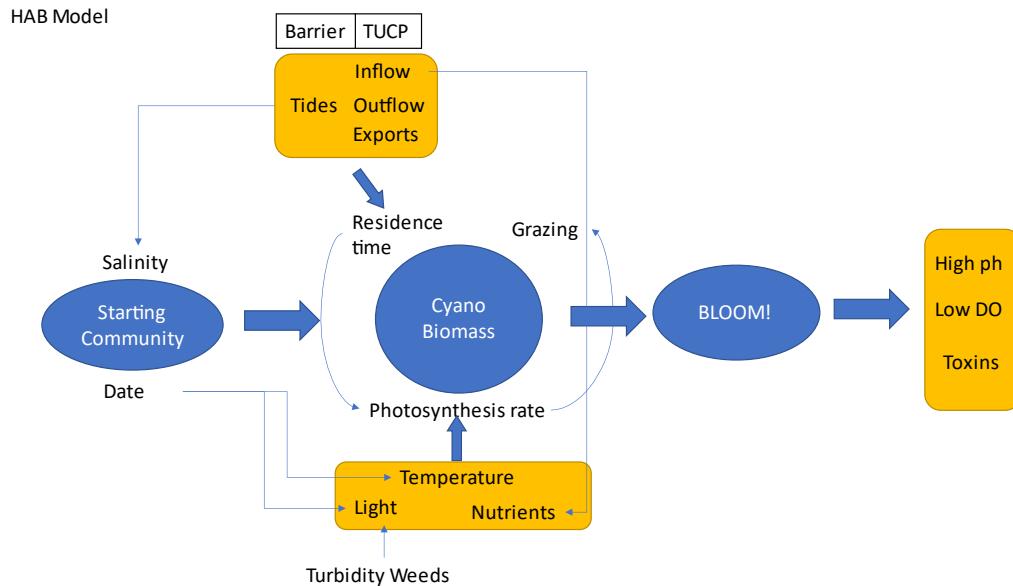 HAB Model
Barrier TUCP
Inflow
Tides Outflow
Exports
Residence
time
Grazing
Salinity
Starting
Community
Cyano
Biomass
BLOOM!
High ph
Low DO
Toxins
Date
Photosynthesis rate
Temperature
Light
Nutrients
Turbidity Weeds